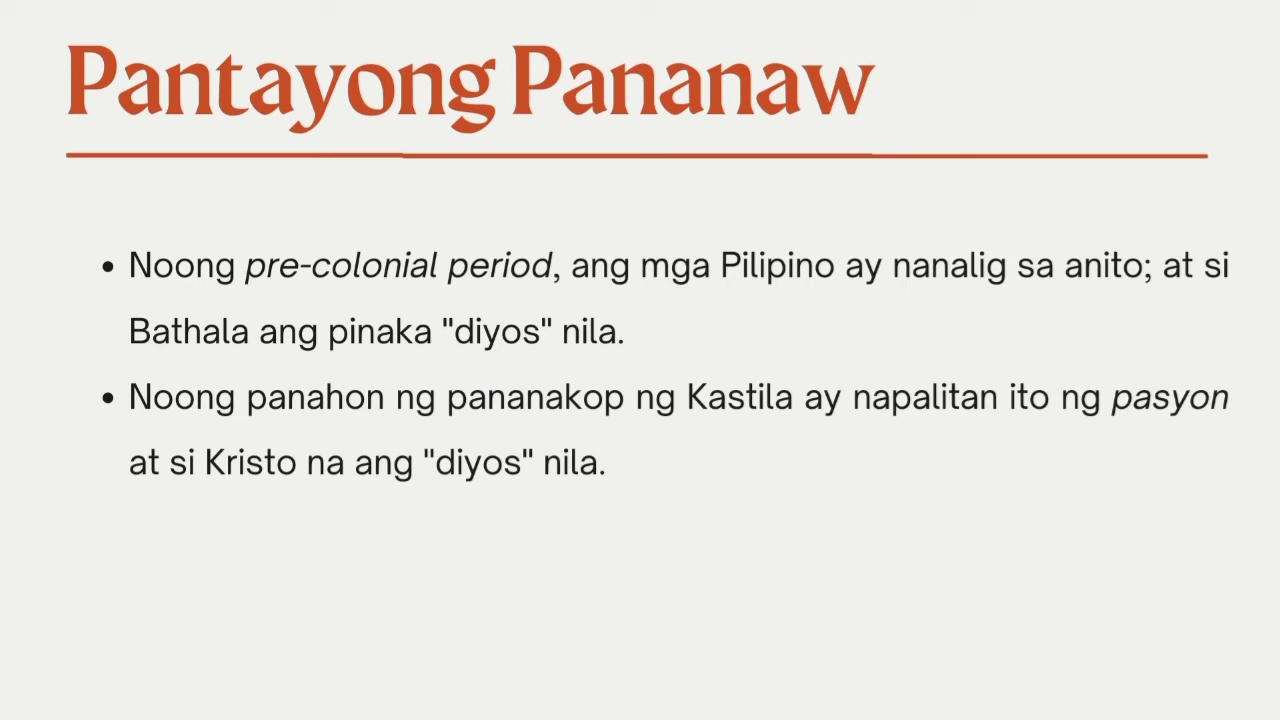 Pantayong Pananaw
• Noong pre-colonial period, ang mga Pilipino ay nanalig sa anito; at si
Bathala ang pinaka "diyos" nila.
• Noong panahon ng pananakop ng Kastila ay napalitan ito ng pasyon
at si Kristo na ang "diyos" nila.